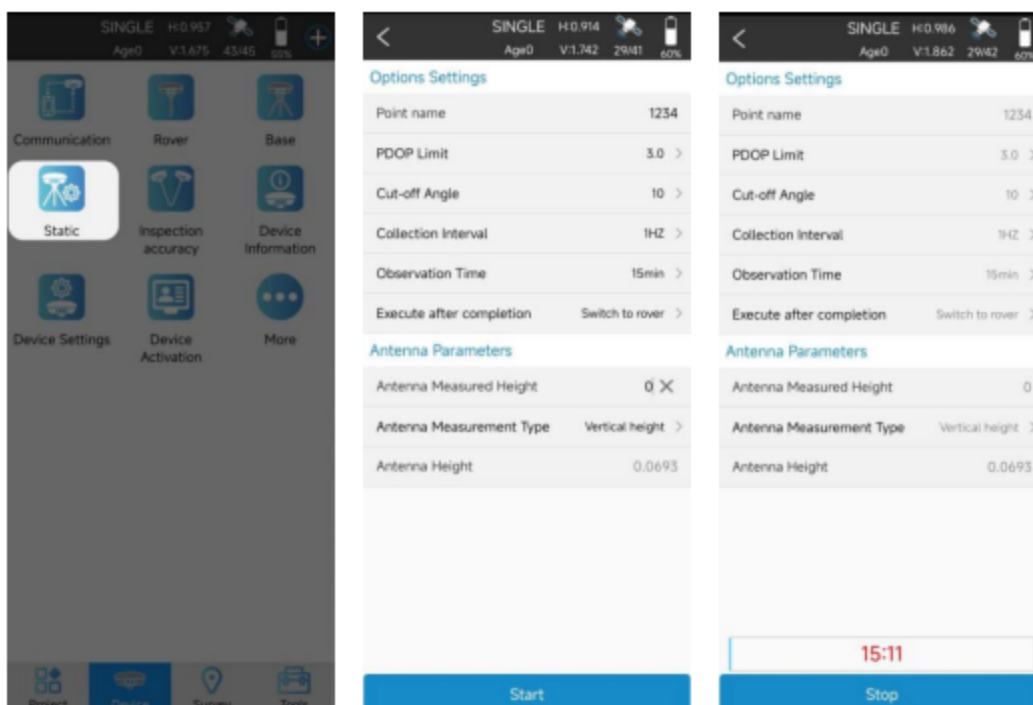 SINGLE H:0.957
Age0 V:1.675 43/45 55%
Communication Rover Base
Static Inspection accuracy Device Information
Device Settings Device Activation More
Project Device Survey Tools
SINGLE H:0.914
Age0 V:1.742 29/41 60%
Options Settings
Point name 1234
PDOP Limit 3.0
Cut-off Angle 10
Collection Interval 1HZ
Observation Time 15min
Execute after completion Switch to rover
Antenna Parameters
Antenna Measured Height 0
Antenna Measurement Type Vertical height
Antenna Height 0.0693
Start
SINGLE H:0.986
Age0 V:1.862 29/42 60%
Options Settings
Point name 1234
PDOP Limit 3.0
Cut-off Angle 10
Collection Interval 1HZ
Observation Time 15min
Execute after completion Switch to rover
Antenna Parameters
Antenna Measured Height 0
Antenna Measurement Type Vertical height
Antenna Height 0.0693
15:11
Stop